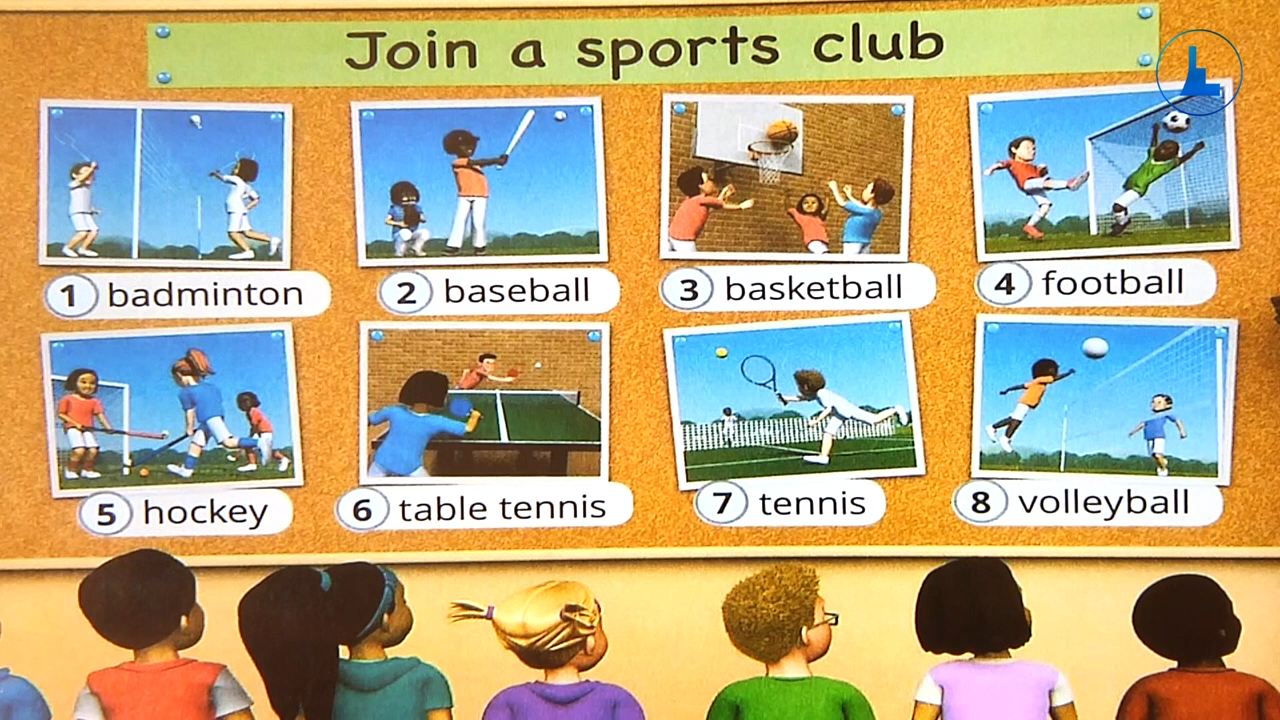 Join a sports club
1 badminton
2 baseball
3 basketball
4 football
5 hockey
6 table tennis
7 tennis
8 volleyball